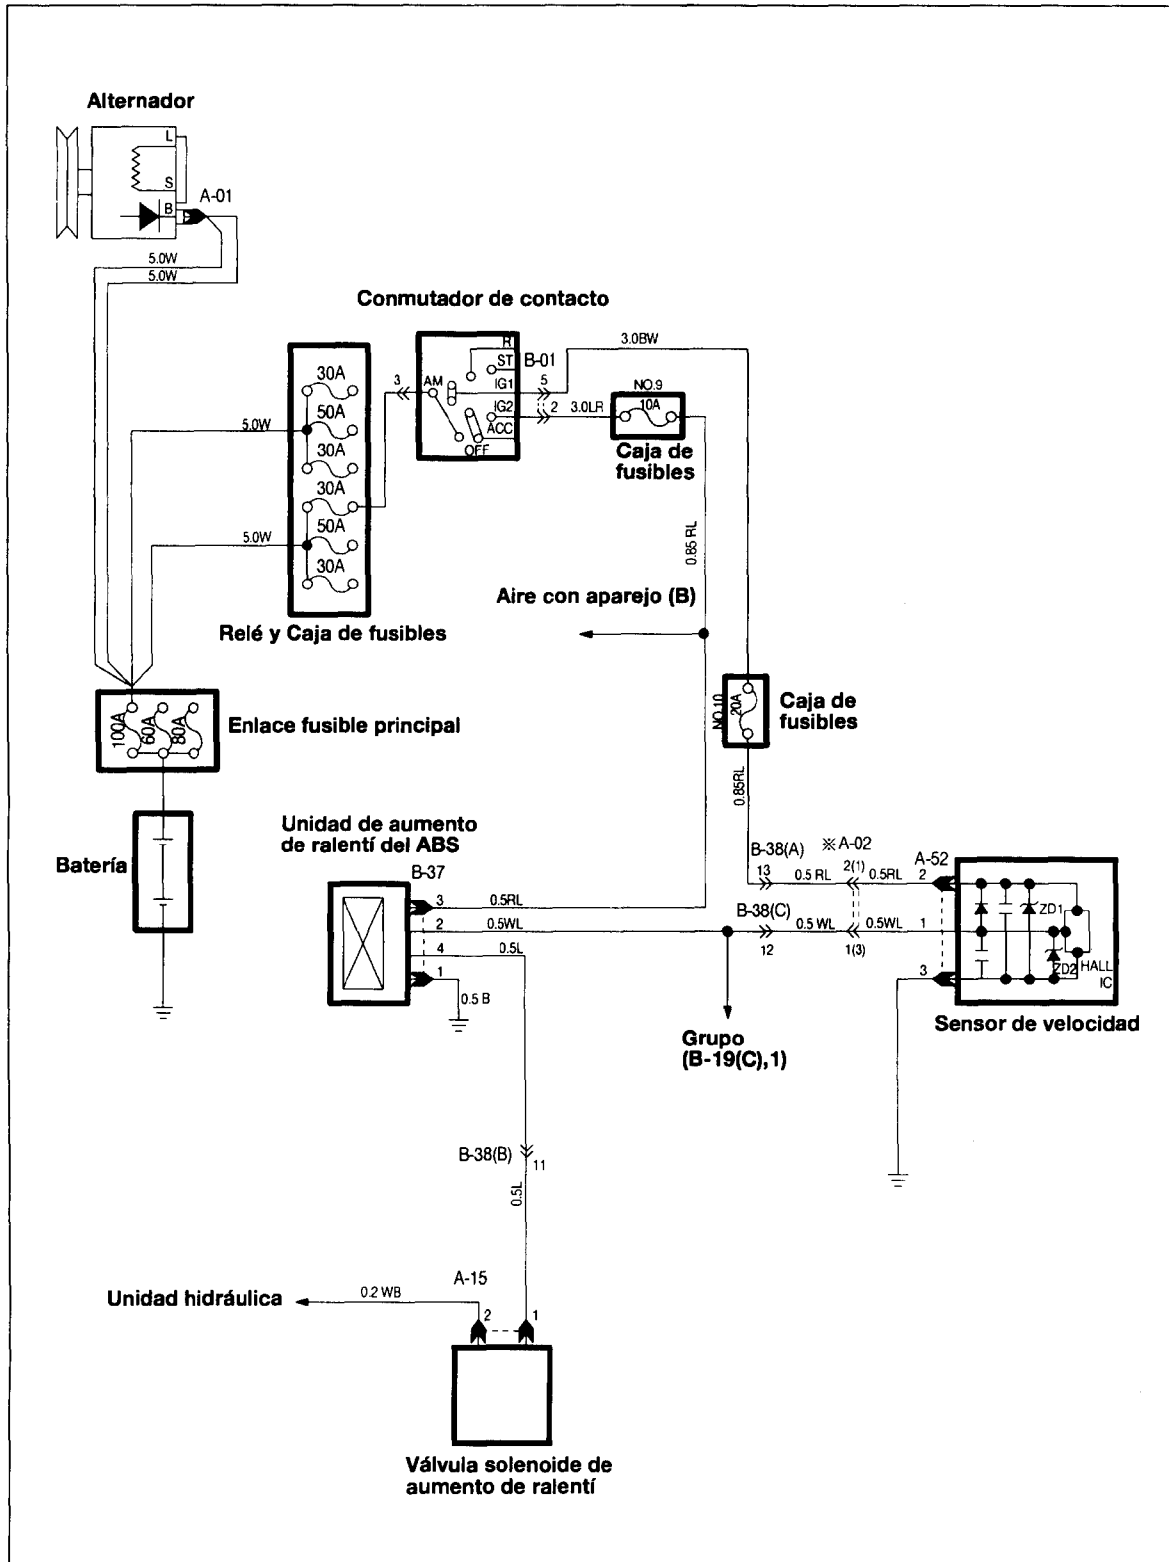 Alternador
L
S
B
A-01
5.0W
5.0W
Conmutador de contacto
R
ST
B-01
3.0BW
AM
IG1
IG2
ACC
OFF
3
5
2
3.0LR
NO.9
10A
Caja de
fusibles
30A
50A
30A
30A
50A
30A
5.0W
5.0W
Relé y Caja de fusibles
0.85 RL
Aire con aparejo (B)
100A
60A
80A
Enlace fusible principal
NO.10
20A
Caja de
fusibles
0.85RL
Batería
Unidad de aumento
de ralentí del ABS
B-37
3
0.5RL
2
0.5WL
4
0.5L
1
0.5 B
B-38(A)
※A-02
A-52
13
0.5 RL
2(1)
0.5RL
2
B-38(C)
12
0.5 WL
1(3)
0.5WL
1
3
ZD1
ZD2
HALL
IC
Sensor de velocidad
Grupo
(B-19(C),1)
B-38(B)
11
0.5L
A-15
Unidad hidráulica
0.2 WB
2
1
Válvula solenoide de
aumento de ralentí